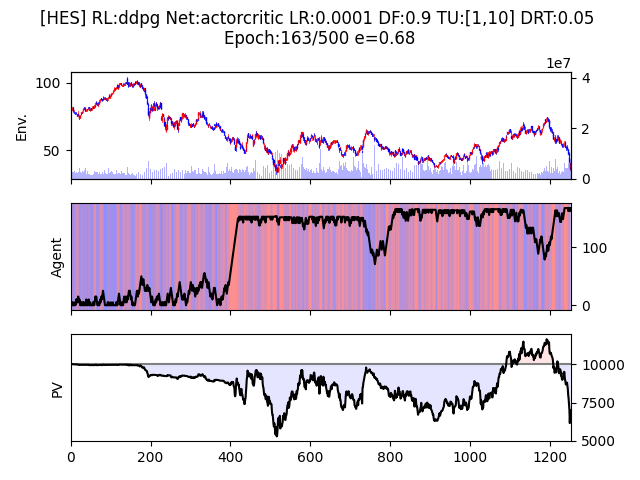 [HES] RL:ddpg Net:actorcritic LR:0.0001 DF:0.9 TU:[1,10] DRT:0.05
Epoch:163/500 e=0.68
1e7
100
50
Env.
4
2
0
Agent
100
0
PV
10000
7500
5000
0 200 400 600 800 1000 1200